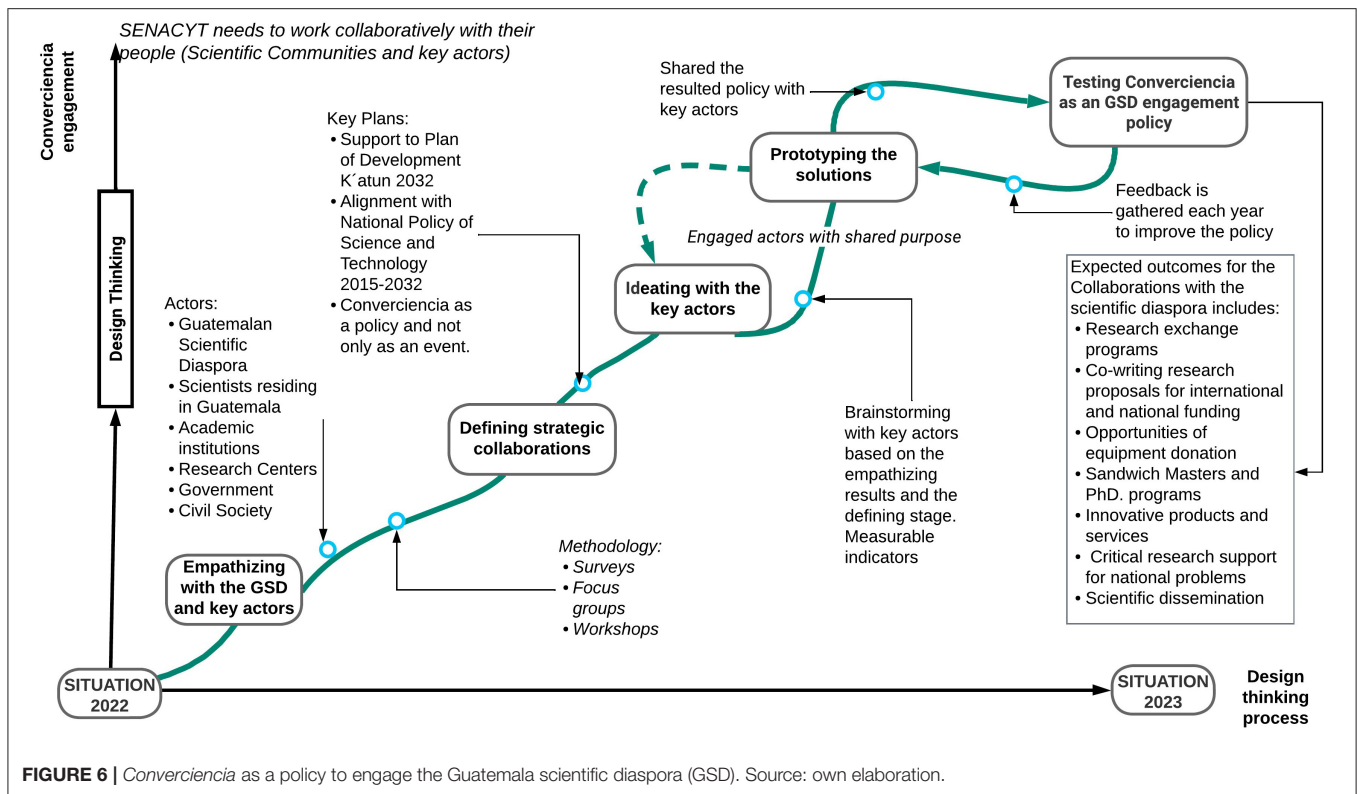 SENACYT needs to work collaboratively with their
people (Scientific Communities and key actors)
Converciencia
engagement
Design Thinking
Shared the
resulted policy with
key actors
Testing Converciencia
as an GSD engagement
policy
Key Plans:
• Support to Plan
of Development
K´atun 2032
• Alignment with
National Policy of
Science and
Technology
2015-2032
• Converciencia as
a policy and not
only as an event.
Prototyping the
solutions
Feedback is
gathered each year
to improve the policy
Engaged actors with shared purpose
Ideating with the
key actors
Actors:
• Guatemalan
Scientific
Diaspora
• Scientists residing
in Guatemala
• Academic
institutions
• Research Centers
• Government
• Civil Society
Expected outcomes for the
Collaborations with the
scientific diaspora includes:
• Research exchange
programs
• Co-writing research
proposals for international
and national funding
• Opportunities of
equipment donation
• Sandwich Masters and
PhD. programs
• Innovative products and
services
• Critical research support
for national problems
• Scientific dissemination
Defining strategic
collaborations
Brainstorming
with key actors
based on the
empathizing
results and the
defining stage.
Measurable
indicators
Methodology:
• Surveys
• Focus
groups
• Workshops
Empathizing
with the GSD
and key actors
SITUATION
2022
SITUATION
2023
Design
thinking
process
FIGURE 6 | Converciencia as a policy to engage the Guatemala scientific diaspora (GSD). Source: own elaboration.